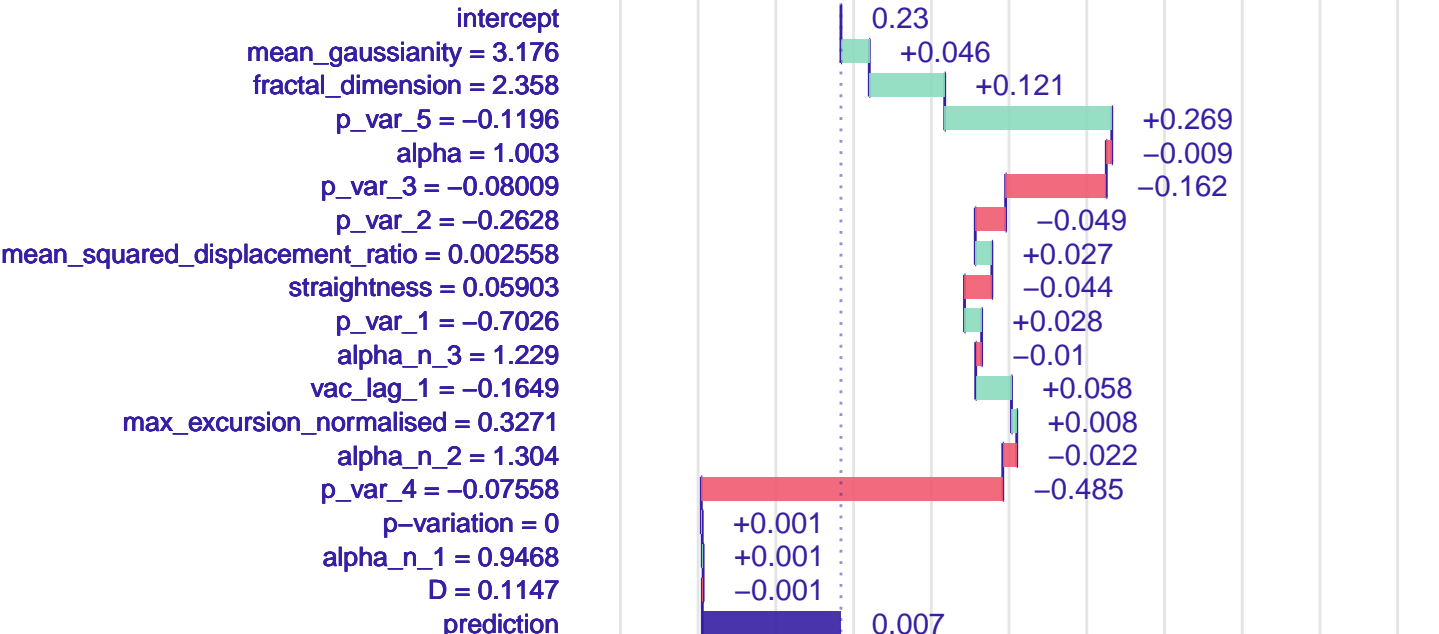 intercept 0.23
mean_gaussianity = 3.176 +0.046
fractal_dimension = 2.358 +0.121
p_var_5 = −0.1196 +0.269
alpha = 1.003 −0.009
p_var_3 = −0.08009 −0.162
p_var_2 = −0.2628 −0.049
mean_squared_displacement_ratio = 0.002558 +0.027
straightness = 0.05903 −0.044
p_var_1 = −0.7026 +0.028
alpha_n_3 = 1.229 −0.01
vac_lag_1 = −0.1649 +0.058
max_excursion_normalised = 0.3271 +0.008
alpha_n_2 = 1.304 −0.022
p_var_4 = −0.07558 −0.485
p−variation = 0 +0.001
alpha_n_1 = 0.9468 +0.001
D = 0.1147 −0.001
prediction 0.007